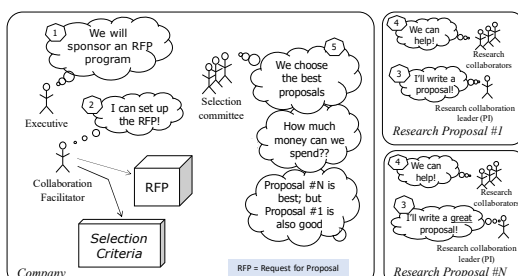 1
We will
sponsor an RFP
program
Executive
2
I can set up
the RFP!
Collaboration
Facilitator
RFP
Selection
Criteria
Company
Selection
committee
5
We choose
the best
proposals
How much
money can we
spend??
Proposal #N is
best; but
Proposal #1 is
also good
RFP = Request for Proposal
4
We can
help!
Research
collaborators
3
I'll write a
proposal!
Research collaboration
leader (PI)
Research Proposal #1
4
We can
help!
Research
collaborators
3
I'll write a great
proposal!
Research collaboration
leader (PI)
Research Proposal #N